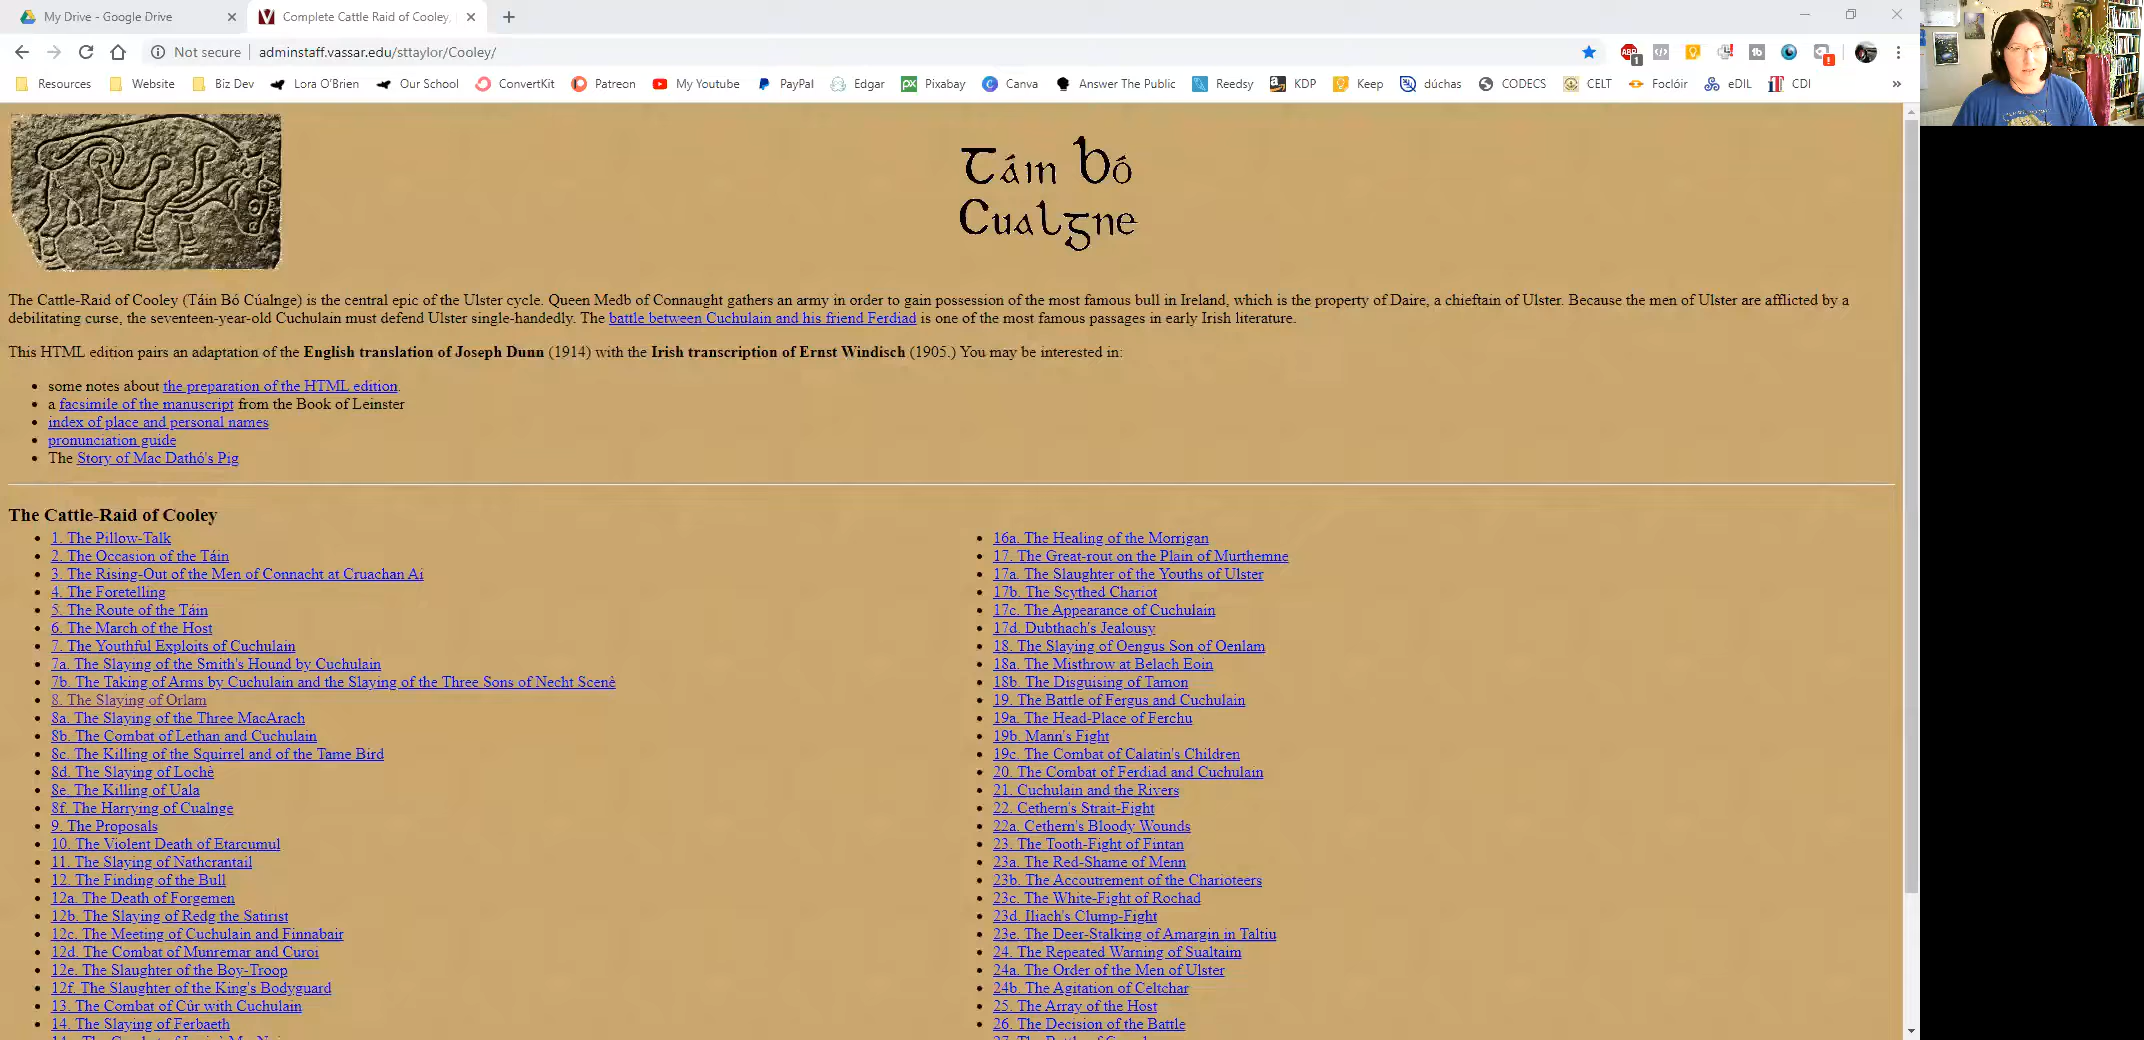 My Drive - Google Drive
Complete Cattle Raid of Cooley,
Not secure
adminstaff.vassar.edu/sttaylor/Cooley/
Resources
Website
Biz Dev
Lora O'Brien
Our School
ConvertKit
Patreon
My Youtube
PayPal
Edgar
Pixabay
Canva
Answer The Public
Reedsy
KDP
Keep
dúchas
CODECS
CELT
Foclóir
eDIL
CDI
»
Táin Bó
Cualgne
The Cattle-Raid of Cooley (Táin Bó Cúalnge) is the central epic of the Ulster cycle. Queen Medb of Connaught gathers an army in order to gain possession of the most famous bull in Ireland, which is the property of Daire, a chieftain of Ulster. Because the men of Ulster are afflicted by a
debilitating curse, the seventeen-year-old Cuchulain must defend Ulster single-handedly. The battle between Cuchulain and his friend Ferdiad is one of the most famous passages in early Irish literature.
This HTML edition pairs an adaptation of the English translation of Joseph Dunn (1914) with the Irish transcription of Ernst Windisch (1905.) You may be interested in:
• some notes about the preparation of the HTML edition.
• a facsimile of the manuscript from the Book of Leinster
• index of place and personal names
• pronunciation guide
• The Story of Mac Dathó's Pig
The Cattle-Raid of Cooley
• 1. The Pillow-Talk
• 2. The Occasion of the Táin
• 3. The Rising-Out of the Men of Connacht at Cruachan Ai
• 4. The Foretelling
• 5. The Route of the Táin
• 6. The March of the Host
• 7. The Youthful Exploits of Cuchulain
• 7a. The Slaying of the Smith's Hound by Cuchulain
• 7b. The Taking of Arms by Cuchulain and the Slaying of the Three Sons of Necht Scenè
• 8. The Slaying of Orlam
• 8a. The Slaying of the Three MacArach
• 8b. The Combat of Lethan and Cuchulain
• 8c. The Killing of the Squirrel and of the Tame Bird
• 8d. The Slaying of Lochè
• 8e. The Killing of Uala
• 8f. The Harrying of Cualnge
• 9. The Proposals
• 10. The Violent Death of Etarcumul
• 11. The Slaying of Nathcrantail
• 12. The Finding of the Bull
• 12a. The Death of Forgemen
• 12b. The Slaying of Redg the Satirist
• 12c. The Meeting of Cuchulain and Finnabair
• 12d. The Combat of Munremar and Curoi
• 12e. The Slaughter of the Boy-Troop
• 12f. The Slaughter of the King's Bodyguard
• 13. The Combat of Cûr with Cuchulain
• 14. The Slaying of Ferbaeth
• 16a. The Healing of the Morrigan
• 17. The Great-rout on the Plain of Murthemne
• 17a. The Slaughter of the Youths of Ulster
• 17b. The Scythed Chariot
• 17c. The Appearance of Cuchulain
• 17d. Dubthach's Jealousy
• 18. The Slaying of Oengus Son of Oenlam
• 18a. The Misthrow at Belach Eoin
• 18b. The Disguising of Tamon
• 19. The Battle of Fergus and Cuchulain
• 19a. The Head-Place of Ferchu
• 19b. Mann's Fight
• 19c. The Combat of Calatin's Children
• 20. The Combat of Ferdiad and Cuchulain
• 21. Cuchulain and the Rivers
• 22. Cethern's Strait-Fight
• 22a. Cethern's Bloody Wounds
• 23. The Tooth-Fight of Fintan
• 23a. The Red-Shame of Menn
• 23b. The Accoutrement of the Charioteers
• 23c. The White-Fight of Rochad
• 23d. Iliach's Clump-Fight
• 23e. The Deer-Stalking of Amargin in Taltiu
• 24. The Repeated Warning of Sualtaim
• 24a. The Order of the Men of Ulster
• 24b. The Agitation of Celtchar
• 25. The Array of the Host
• 26. The Decision of the Battle